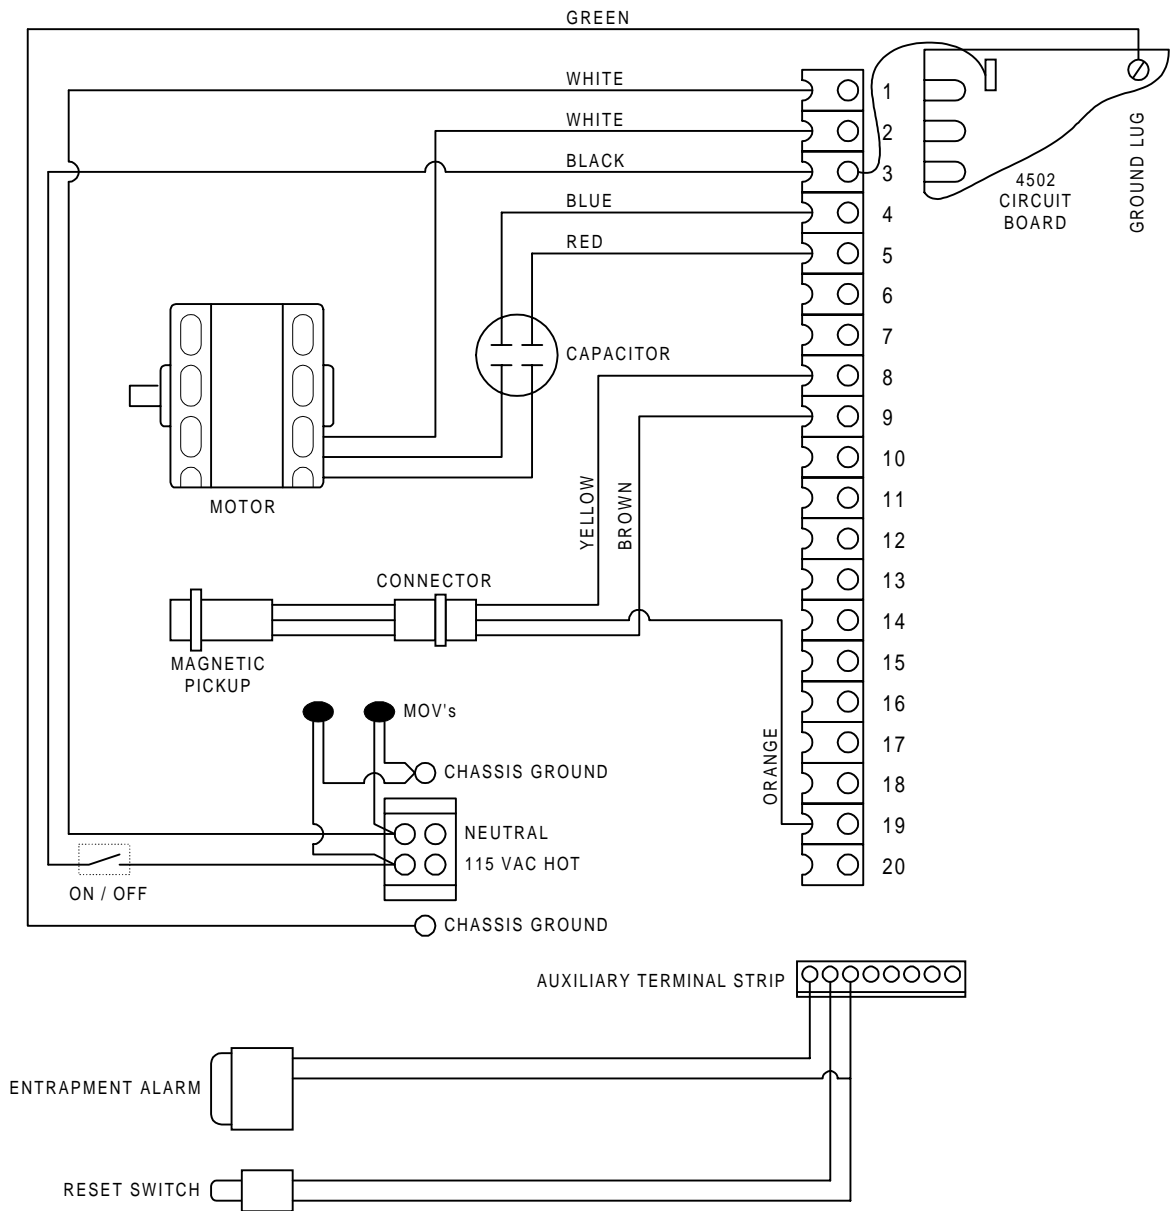 GREEN
WHITE
1
WHITE
2
BLACK
3
4502
CIRCUIT
BOARD
GROUND LUG
BLUE
4
RED
5
6
7
CAPACITOR
8
9
10
MOTOR
YELLOW
BROWN
11
12
CONNECTOR
13
14
MAGNETIC
PICKUP
15
MOV's
16
ORANGE
17
CHASSIS GROUND
18
NEUTRAL
19
115 VAC HOT
20
ON / OFF
CHASSIS GROUND
AUXILIARY TERMINAL STRIP
ENTRAPMENT ALARM
RESET SWITCH